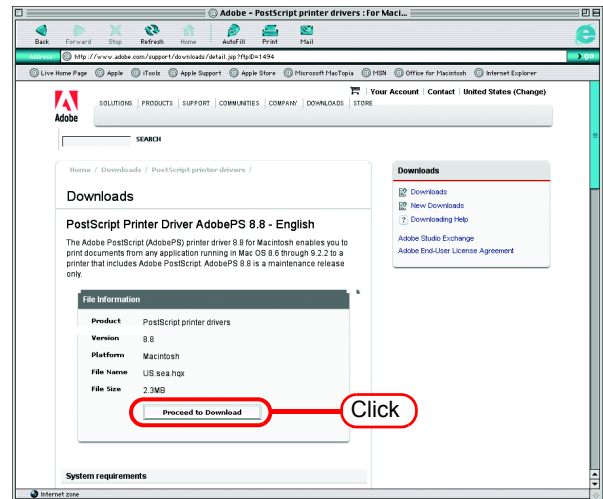 Adobe - PostScript printer drivers : For Maci...
Back Forward Stop Refresh Home AutoFill Print Mail
Address http://www.adobe.com/support/downloads/detail.jsp?ftpID=1494 go
Live Home Page Apple iTools Apple Support Apple Store Microsoft MacTopia MSN Office for Macintosh Internet Explorer
Your Account Contact United States (Change)
SOLUTIONS PRODUCTS SUPPORT COMMUNITIES COMPANY DOWNLOADS STORE
Adobe
SEARCH
Home / Downloads / PostScript printer drivers /
Downloads
PostScript Printer Driver AdobePS 8.8 - English
The Adobe PostScript (AdobePS) printer driver 8.8 for Macintosh enables you to
print documents from any application running in Mac OS 8.6 through 9.2.2 to a
printer that includes Adobe PostScript. AdobePS 8.8 is a maintenance release
only.
File Information
Product PostScript printer drivers
Version 8.8
Platform Macintosh
File Name US.sea.hqx
File Size 2.3MB
Proceed to Download
Click
System requirements
Downloads
Downloads
New Downloads
Downloading Help
Adobe Studio Exchange
Adobe End-User License Agreement
Internet zone